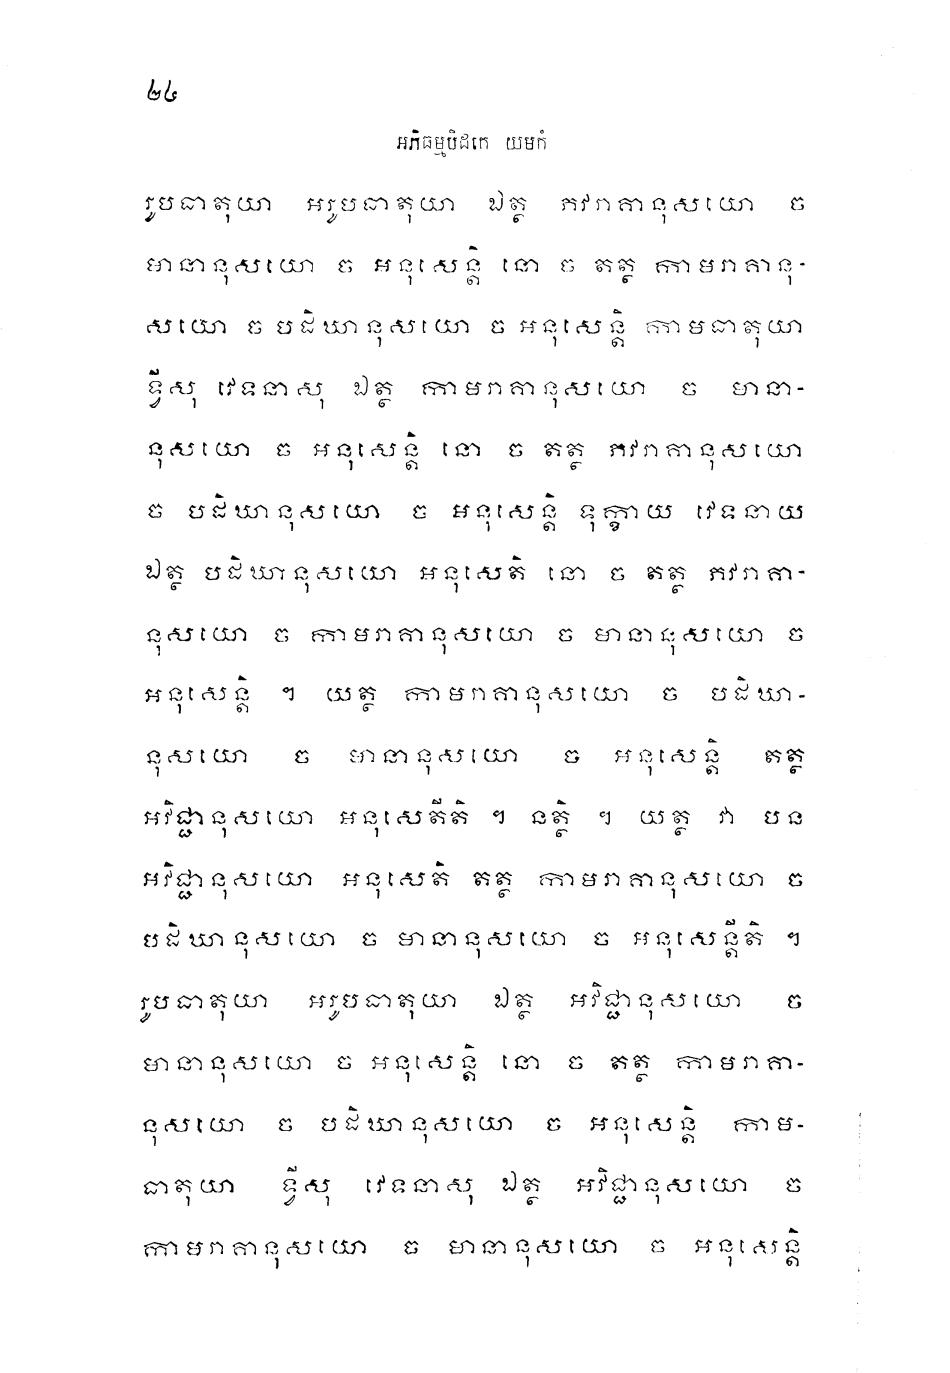 ២៤
អភិធម្មបិដកេ យមកំ
រូបធាតុយា អរូបធាតុយា ឯត្ថ ភវរាគានុសយោ ច
មានានុសយោ ច អនុសេន្តិ នោ ច តត្ថ កាមរាគានុ-
សយោ ច បដិឃានុសយោ ច អនុសេន្តិ កាមធាតុយា
ទ្វីសុ វេទនាសុ ឯត្ថ កាមរាគានុសយោ ច មានា-
នុសយោ ច អនុសេន្តិ នោ ច តត្ថ ភវរាគានុសយោ
ច បដិឃានុសយោ ច អនុសេន្តិ ទុក្ខាយ វេទនាយ
ឯត្ថ បដិឃានុសយោ អនុសេតិ នោ ច តត្ថ ភវរាគា-
នុសយោ ច កាមរាគានុសយោ ច មានានុសយោ ច
អនុសេន្តិ ។ យត្ថ កាមរាគានុសយោ ច បដិឃា-
នុសយោ ច មានានុសយោ ច អនុសេន្តិ តត្ថ
អវិជ្ជានុសយោ អនុសេតីតិ ។ នត្ថិ ។ យត្ថ វា បន
អវិជ្ជានុសយោ អនុសេតិ តត្ថ កាមរាគានុសយោ ច
បដិឃានុសយោ ច មានានុសយោ ច អនុសេន្តីតិ ។
រូបធាតុយា អរូបធាតុយា ឯត្ថ អវិជ្ជានុសយោ ច
មានានុសយោ ច អនុសេន្តិ នោ ច តត្ថ កាមរាគា-
នុសយោ ច បដិឃានុសយោ ច អនុសេន្តិ កាម-
ធាតុយា ទ្វីសុ វេទនាសុ ឯត្ថ អវិជ្ជានុសយោ ច
កាមរាគានុសយោ ច មានានុសយោ ច អនុសេន្តិ